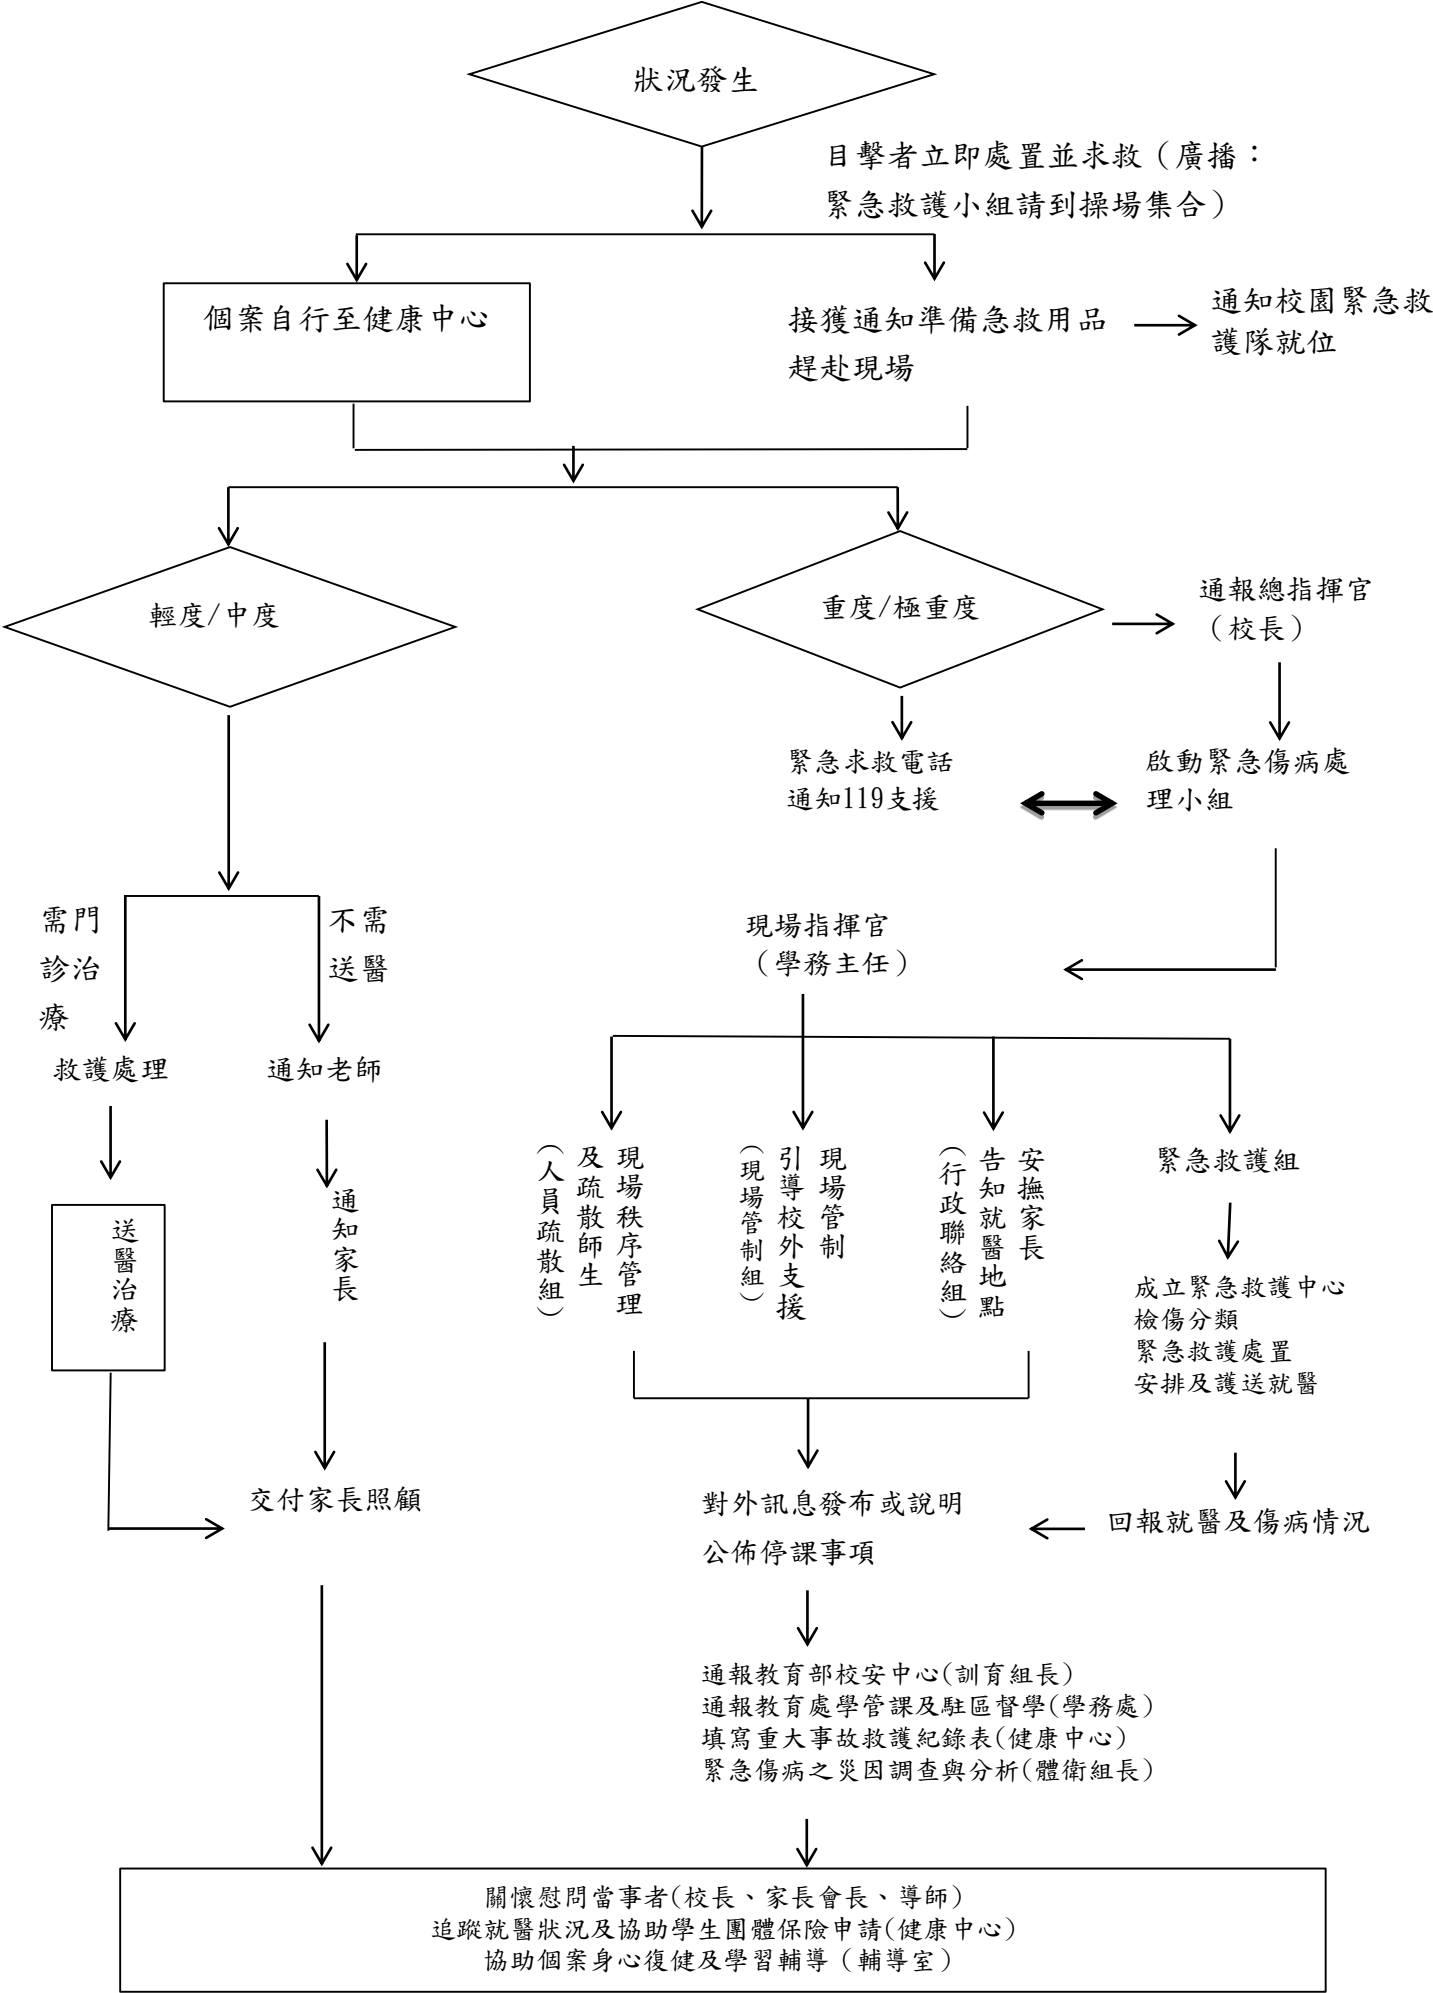 狀況發生
目擊者立即處置並求救（廣播：
緊急救護小組請到操場集合）
個案自行至健康中心
接獲通知準備急救用品
趕赴現場
通知校園緊急救
護隊就位
輕度/中度
重度/極重度
通報總指揮官
（校長）
緊急求救電話
通知119支援
啟動緊急傷病處
理小組
需門
診治
療
不需
送醫
現場指揮官
（學務主任）
救護處理
通知老師
送醫治療
通知家長
現場秩序管理
及疏散師生
（人員疏散組）
現場管制
引導校外支援
（現場管制組）
安撫家長
告知就醫地點
（行政聯絡組）
緊急救護組
成立緊急救護中心
檢傷分類
緊急救護處置
安排及護送就醫
交付家長照顧
對外訊息發布或說明
公佈停課事項
回報就醫及傷病情況
通報教育部校安中心(訓育組長)
通報教育處學管課及駐區督學(學務處)
填寫重大事故救護紀錄表(健康中心)
緊急傷病之災因調查與分析(體衛組長)
關懷慰問當事者(校長、家長會長、導師)
追蹤就醫狀況及協助學生團體保險申請(健康中心)
協助個案身心復健及學習輔導（輔導室）